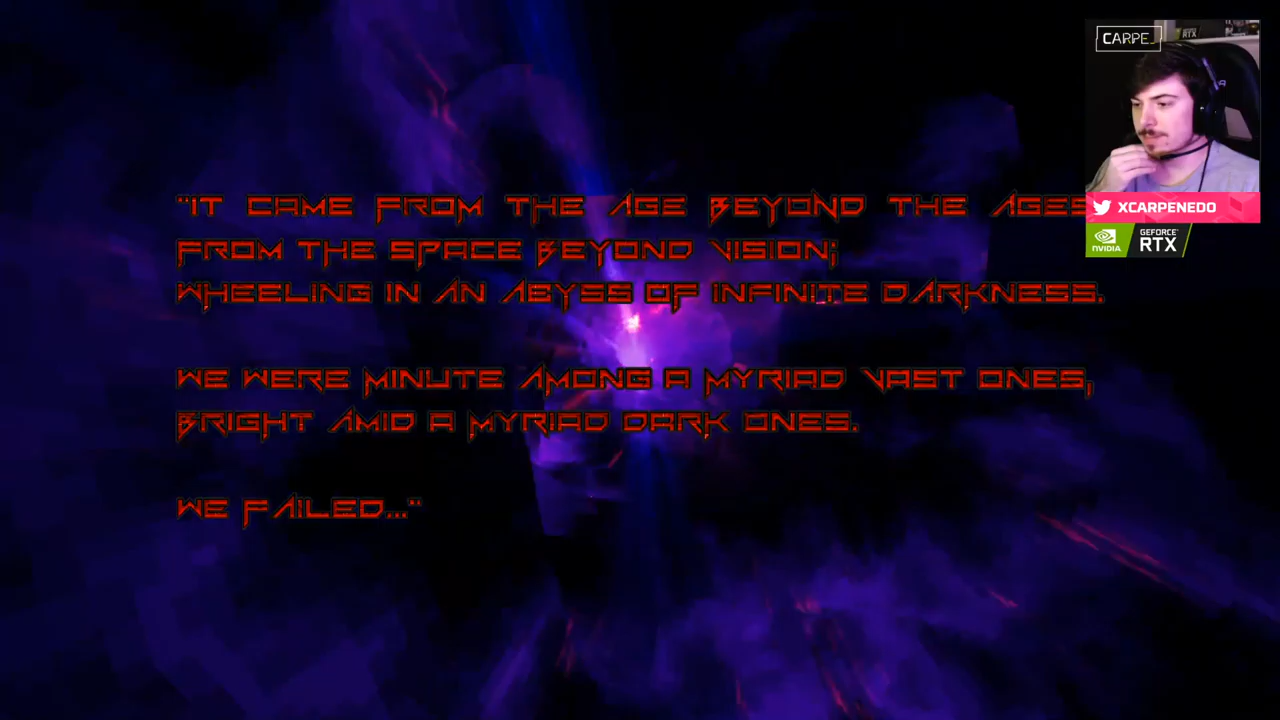 "IT CAME FROM THE AGE BEYOND THE AGES
FROM THE SPACE BEYOND VISION;
WHEELING IN AN ABYSS OF INFINITE DARKNESS.
WE WERE MINUTE AMONG A MYRIAD VAST ONES,
BRIGHT AMID A MYRIAD DARK ONES.
WE FAILED..."
CARPE_
RTX
XCARPENEDO
NVIDIA
GEFORCE
RTX